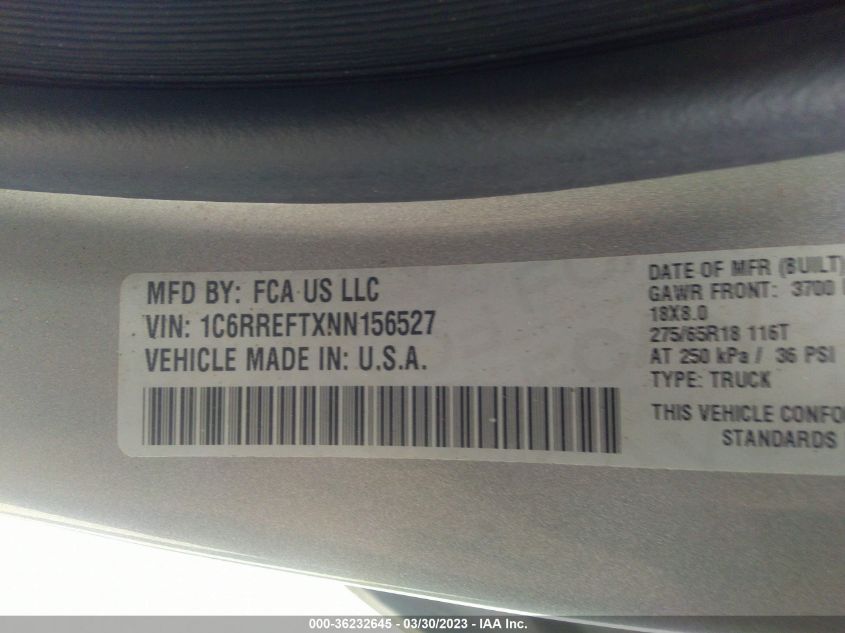 MFD BY: FCA US LLC
VIN: 1C6RREFTXNN156527
VEHICLE MADE IN: U.S.A.
DATE OF MFR (BUILT)
GAWR FRONT: 3700
18X8.0
275/65R18 116T
AT 250 kPa / 36 PSI
TYPE: TRUCK
THIS VEHICLE CONFO
STANDARDS
000-36232645 - 03/30/2023 - IAA Inc.